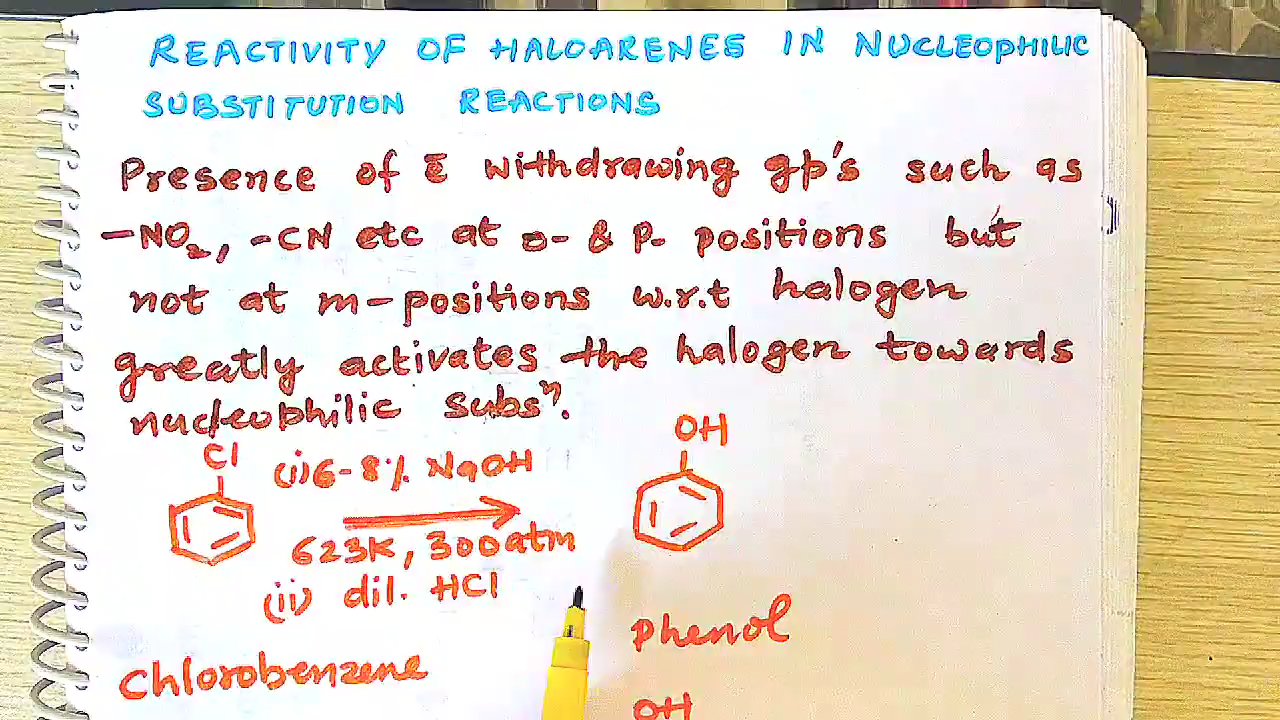 REACTIVITY OF HALOARENES IN NUCLEOPHILIC
SUBSTITUTION REACTIONS
Presence of ē withdrawing gp's such as
-NO₂, -CN etc at o- & p- positions but
not at m-positions w.r.t halogen
greatly activates the halogen towards
nucleophilic subsⁿ.
Cl
(i) 6-8% NaOH
OH
623K, 300atm
(ii) dil. HCl
Phenol
Chlorobenzene
OH